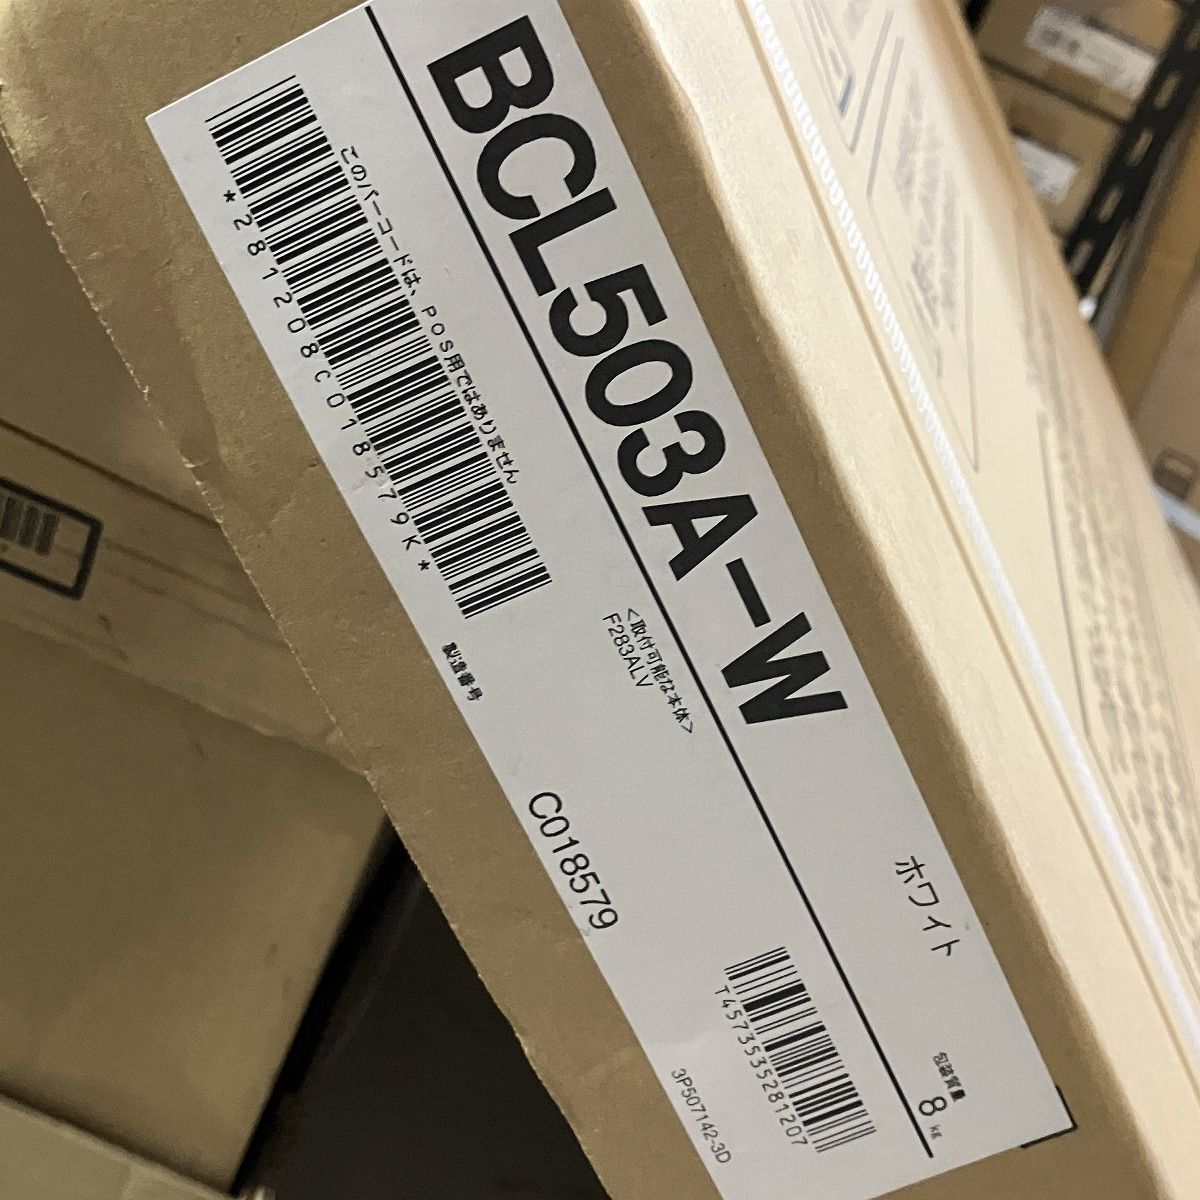 BCL503A-W
ホワイト
包装質量 8 kg
このバーコードは、POS用ではありません
*281208C018579K*
<取付可能な本体>
F283ALV
製造番号
C018579
T4573535281207
3P507142-3D